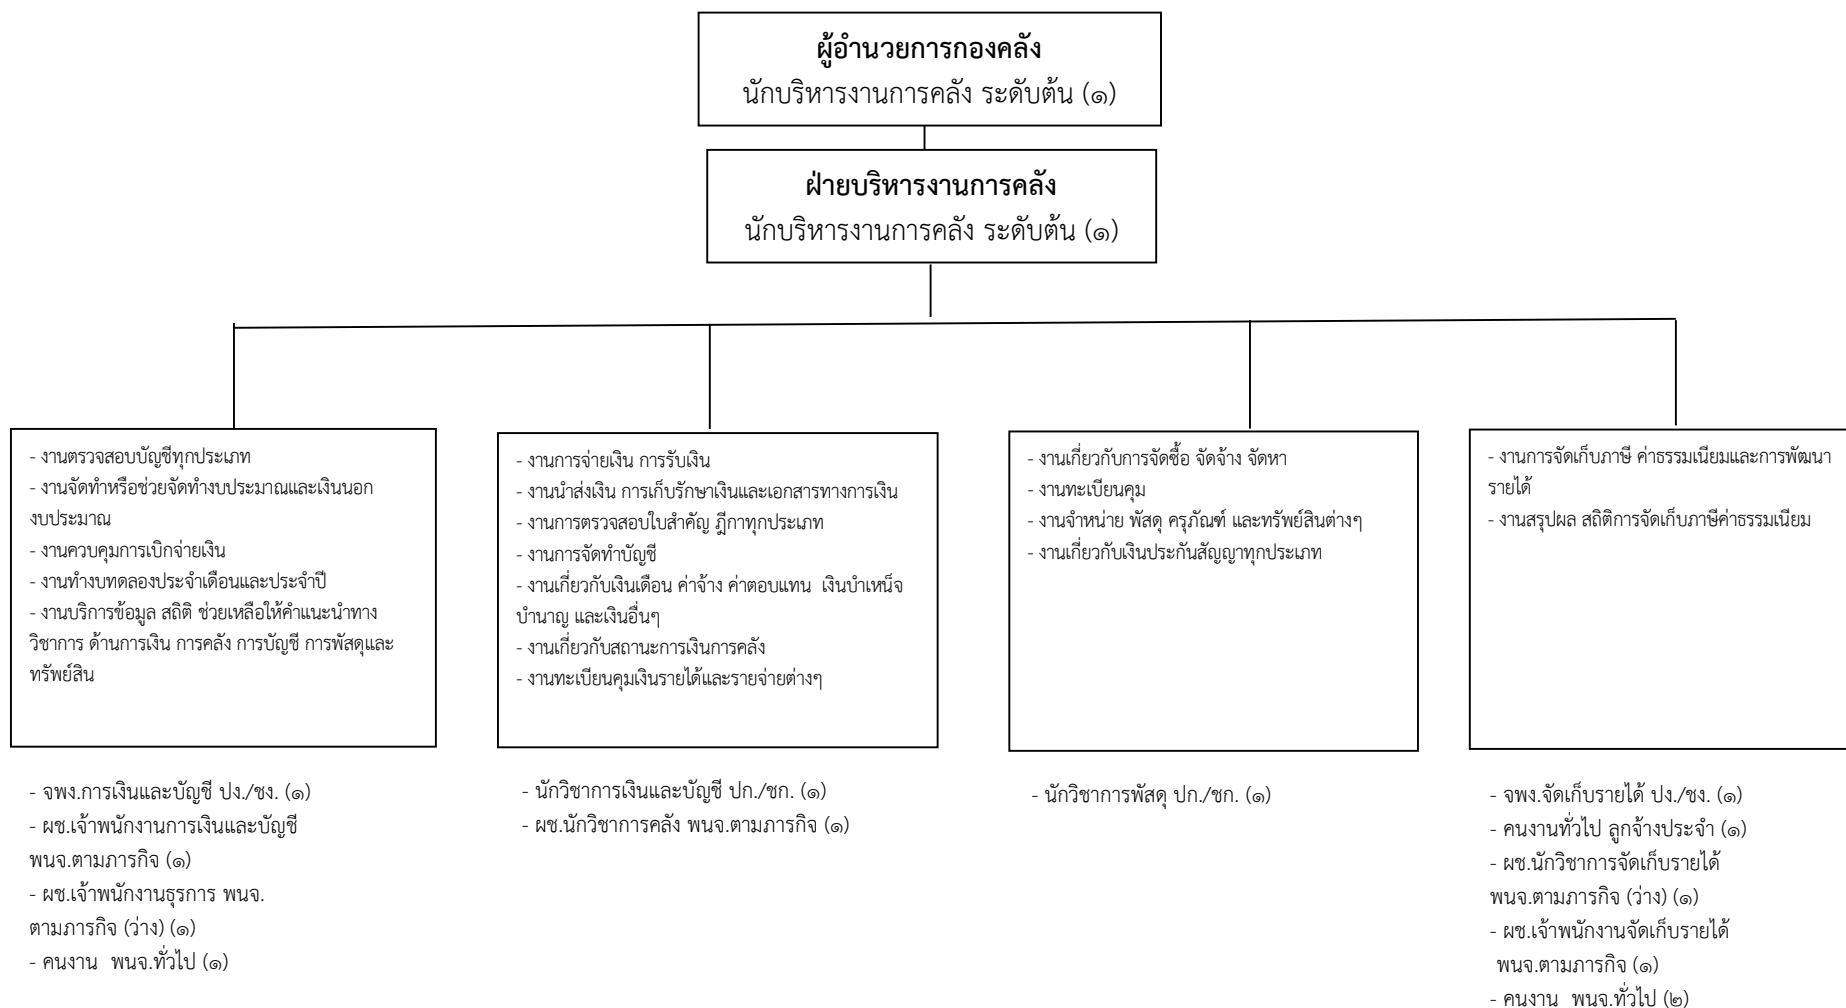 ผู้อำนวยการกองคลัง
นักบริหารงานการคลัง ระดับต้น (๑)
ฝ่ายบริหารงานการคลัง
นักบริหารงานการคลัง ระดับต้น (๑)
- งานตรวจสอบบัญชีทุกประเภท
- งานจัดทำหรือช่วยจัดทำงบประมาณและเงินนอก
งบประมาณ
- งานควบคุมการเบิกจ่ายเงิน
- งานทำงบทดลองประจำเดือนและประจำปี
- งานบริการข้อมูล สถิติ ช่วยเหลือให้คำแนะนำทาง
วิชาการ ด้านการเงิน การคลัง การบัญชี การพัสดุและ
ทรัพย์สิน
- จพง.การเงินและบัญชี ปง./ชง. (๑)
- ผช.เจ้าพนักงานการเงินและบัญชี
พนจ.ตามภารกิจ (๑)
- ผช.เจ้าพนักงานธุรการ พนจ.
ตามภารกิจ (ว่าง) (๑)
- คนงาน พนจ.ทั่วไป (๑)
- งานการจ่ายเงิน การรับเงิน
- งานนำส่งเงิน การเก็บรักษาเงินและเอกสารทางการเงิน
- งานการตรวจสอบใบสำคัญ ฎีกาทุกประเภท
- งานการจัดทำบัญชี
- งานเกี่ยวกับเงินเดือน ค่าจ้าง ค่าตอบแทน เงินบำเหน็จ
บำนาญ และเงินอื่นๆ
- งานเกี่ยวกับสถานะการเงินการคลัง
- งานทะเบียนคุมเงินรายได้และรายจ่ายต่างๆ
- นักวิชาการเงินและบัญชี ปก./ชก. (๑)
- ผช.นักวิชาการคลัง พนจ.ตามภารกิจ (๑)
- งานเกี่ยวกับการจัดซื้อ จัดจ้าง จัดหา
- งานทะเบียนคุม
- งานจำหน่าย พัสดุ ครุภัณฑ์ และทรัพย์สินต่างๆ
- งานเกี่ยวกับเงินประกันสัญญาทุกประเภท
- นักวิชาการพัสดุ ปก./ชก. (๑)
- งานการจัดเก็บภาษี ค่าธรรมเนียมและการพัฒนา
รายได้
- งานสรุปผล สถิติการจัดเก็บภาษีค่าธรรมเนียม
- จพง.จัดเก็บรายได้ ปง./ชง. (๑)
- คนงานทั่วไป ลูกจ้างประจำ (๑)
- ผช.นักวิชาการจัดเก็บรายได้
พนจ.ตามภารกิจ (ว่าง) (๑)
- ผช.เจ้าพนักงานจัดเก็บรายได้
พนจ.ตามภารกิจ (๑)
- คนงาน พนจ.ทั่วไป (๒)